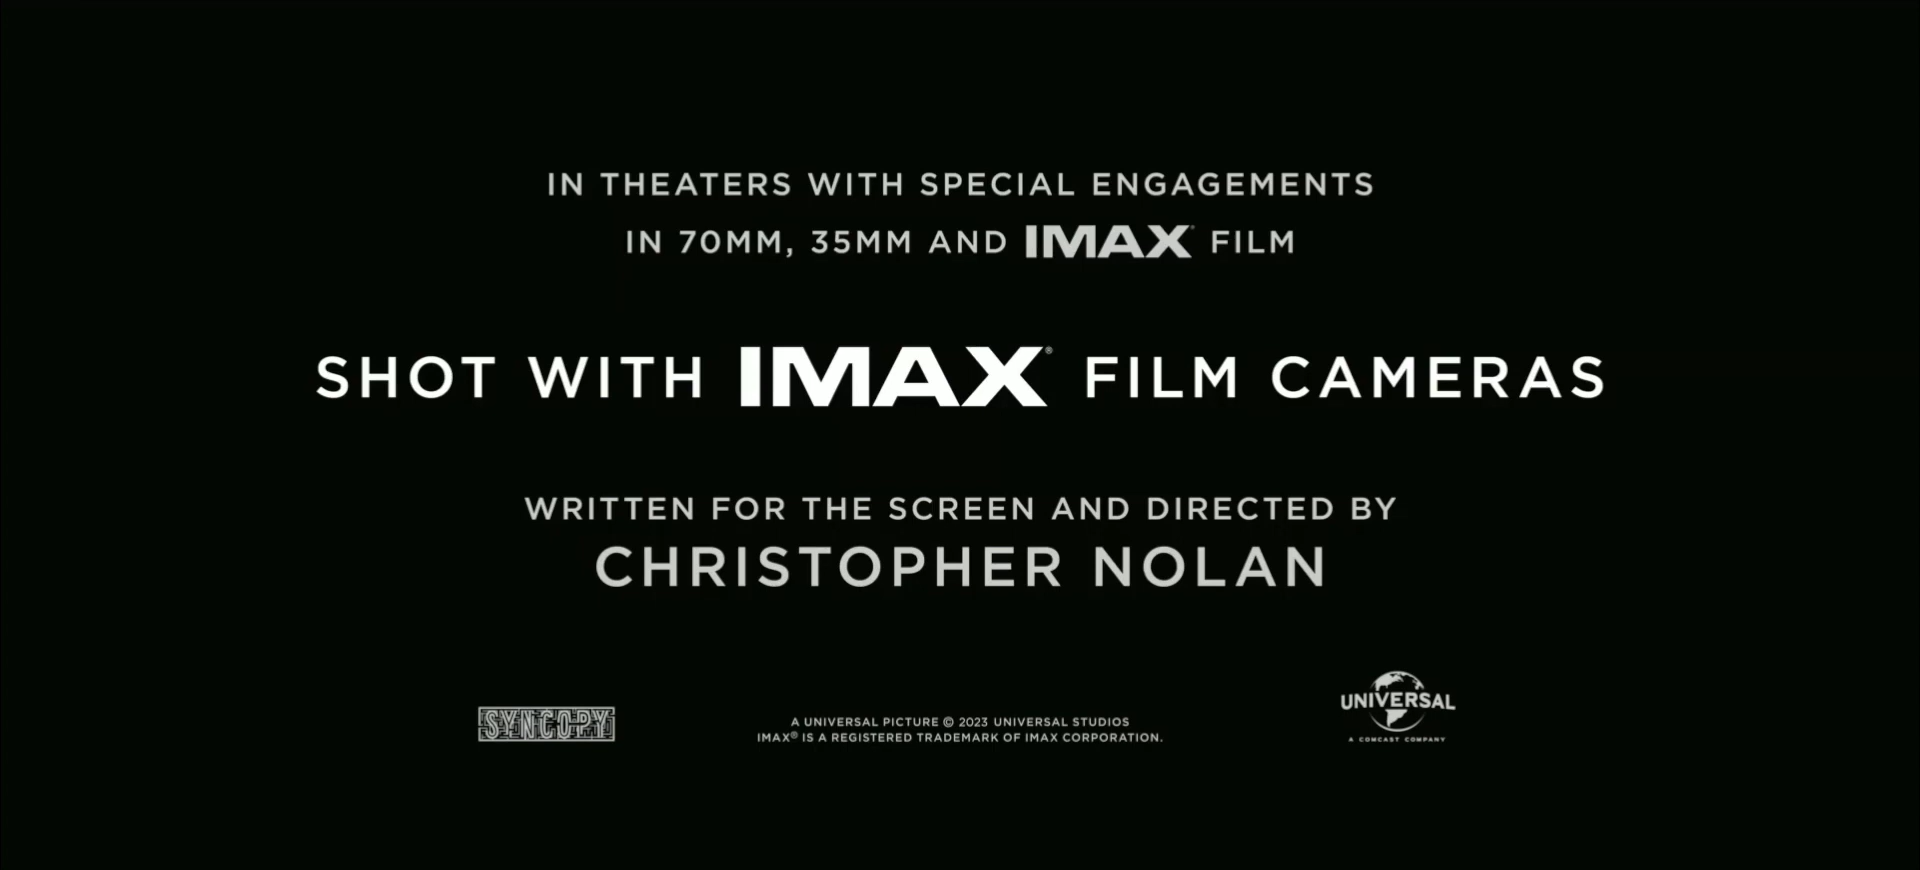 IN THEATERS WITH SPECIAL ENGAGEMENTS
IN 70MM, 35MM AND IMAX® FILM
SHOT WITH IMAX® FILM CAMERAS
WRITTEN FOR THE SCREEN AND DIRECTED BY
CHRISTOPHER NOLAN
SYNCOPY
A UNIVERSAL PICTURE © 2023 UNIVERSAL STUDIOS
IMAX® IS A REGISTERED TRADEMARK OF IMAX CORPORATION.
UNIVERSAL
A COMCAST COMPANY